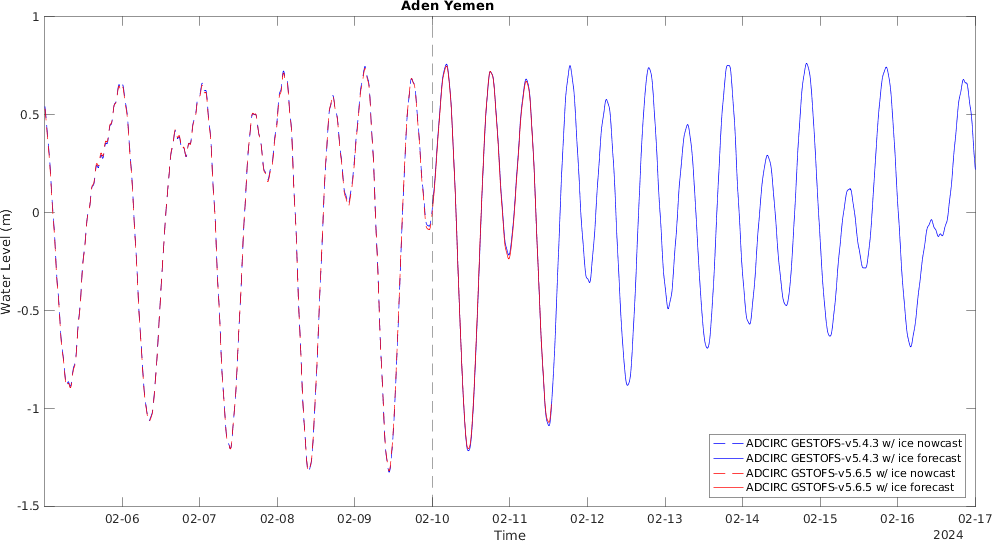 Aden Yemen
1
0.5
0
-0.5
-1
-1.5
Water Level (m)
ADCIRC GESTOFS-v5.4.3 w/ ice nowcast
ADCIRC GESTOFS-v5.4.3 w/ ice forecast
ADCIRC GSTOFS-v5.6.5 w/ ice nowcast
ADCIRC GSTOFS-v5.6.5 w/ ice forecast
02-06 02-07 02-08 02-09 02-10 02-11 02-12 02-13 02-14 02-15 02-16 02-17
Time
2024